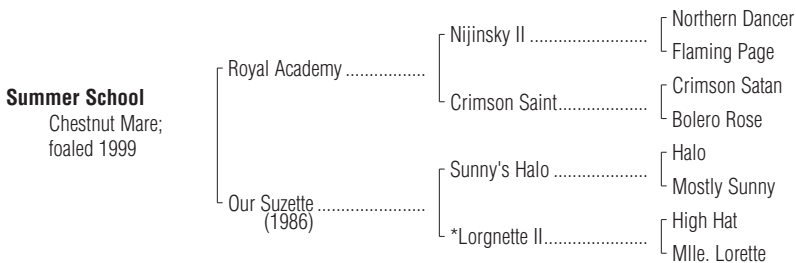 Summer School
Chestnut Mare;
foaled 1999
Royal Academy ................
Our Suzette ......................
(1986)
Nijinsky II ........................
Crimson Saint..................
Sunny's Halo ...................
*Lorgnette II.....................
Northern Dancer
Flaming Page
Crimson Satan
Bolero Rose
Halo
Mostly Sunny
High Hat
Mlle. Lorette